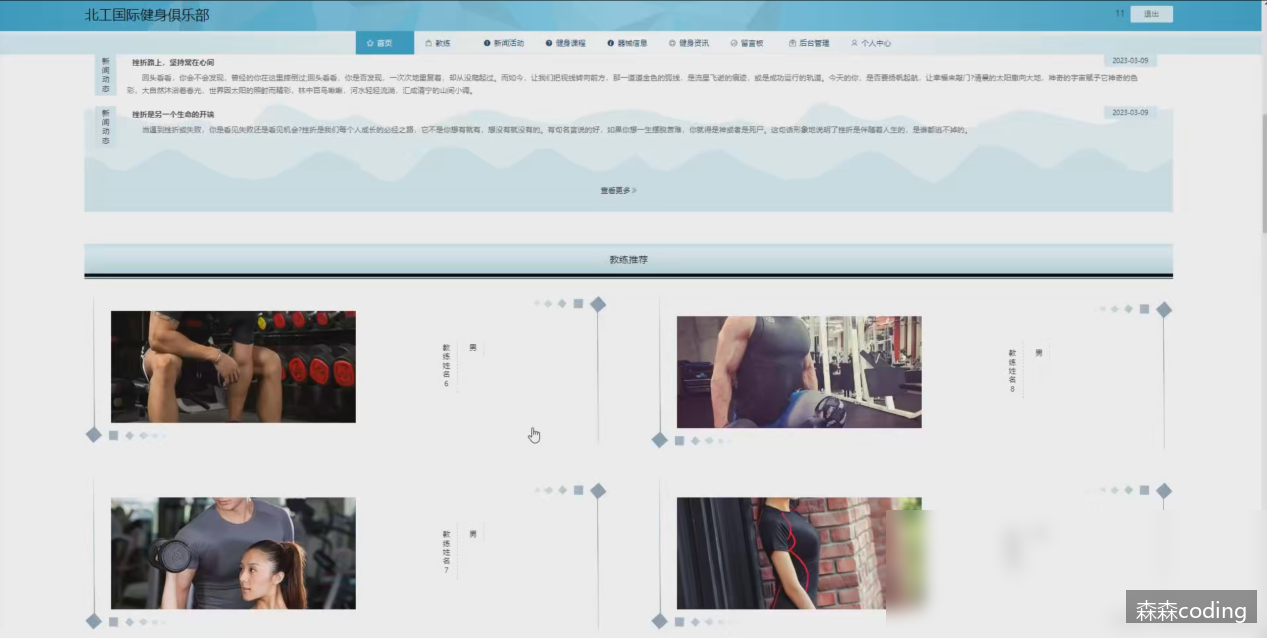 北工国际健身俱乐部
11 退出
首页 教练 新闻活动 健身课程 器械信息 健身资讯 留言板 后台管理 个人中心
新闻动态
挫折路上，坚持常在心间
2023-03-09
回头看看，你会不会发现，曾经的你在这里摔倒过;回头看看，你是否发现，一次次地重复着，却从没爬起过。而如今，让我们把视线转向前方，那一道道金色的弧线，是流星飞逝的痕迹，或是成功运行的轨道。今天的你，是否要扬帆起航，让幸福来敲门?清晨的太阳撒向大地，神奇的宇宙赋予它神奇的色
彩，大自然沐浴着春光，世界因太阳的照射而精彩，林中百鸟啾啾，河水轻轻流淌，汇成清宁的山间小调。
新闻动态
挫折是另一个生命的开端
2023-03-09
当遇到挫折或失败，你是看见失败还是看见机会?挫折是我们每个人成长的必经之路，它不是你想有就有，想没有就没有的。有句名言说的好，如果你想一生摆脱苦难，你就得是神或者是死尸。这句话形象地说明了挫折是伴随着人生的，是谁都逃不掉的。
查看更多
教练推荐
教练姓名6
男
教练姓名8
男
教练姓名7
男
森森coding